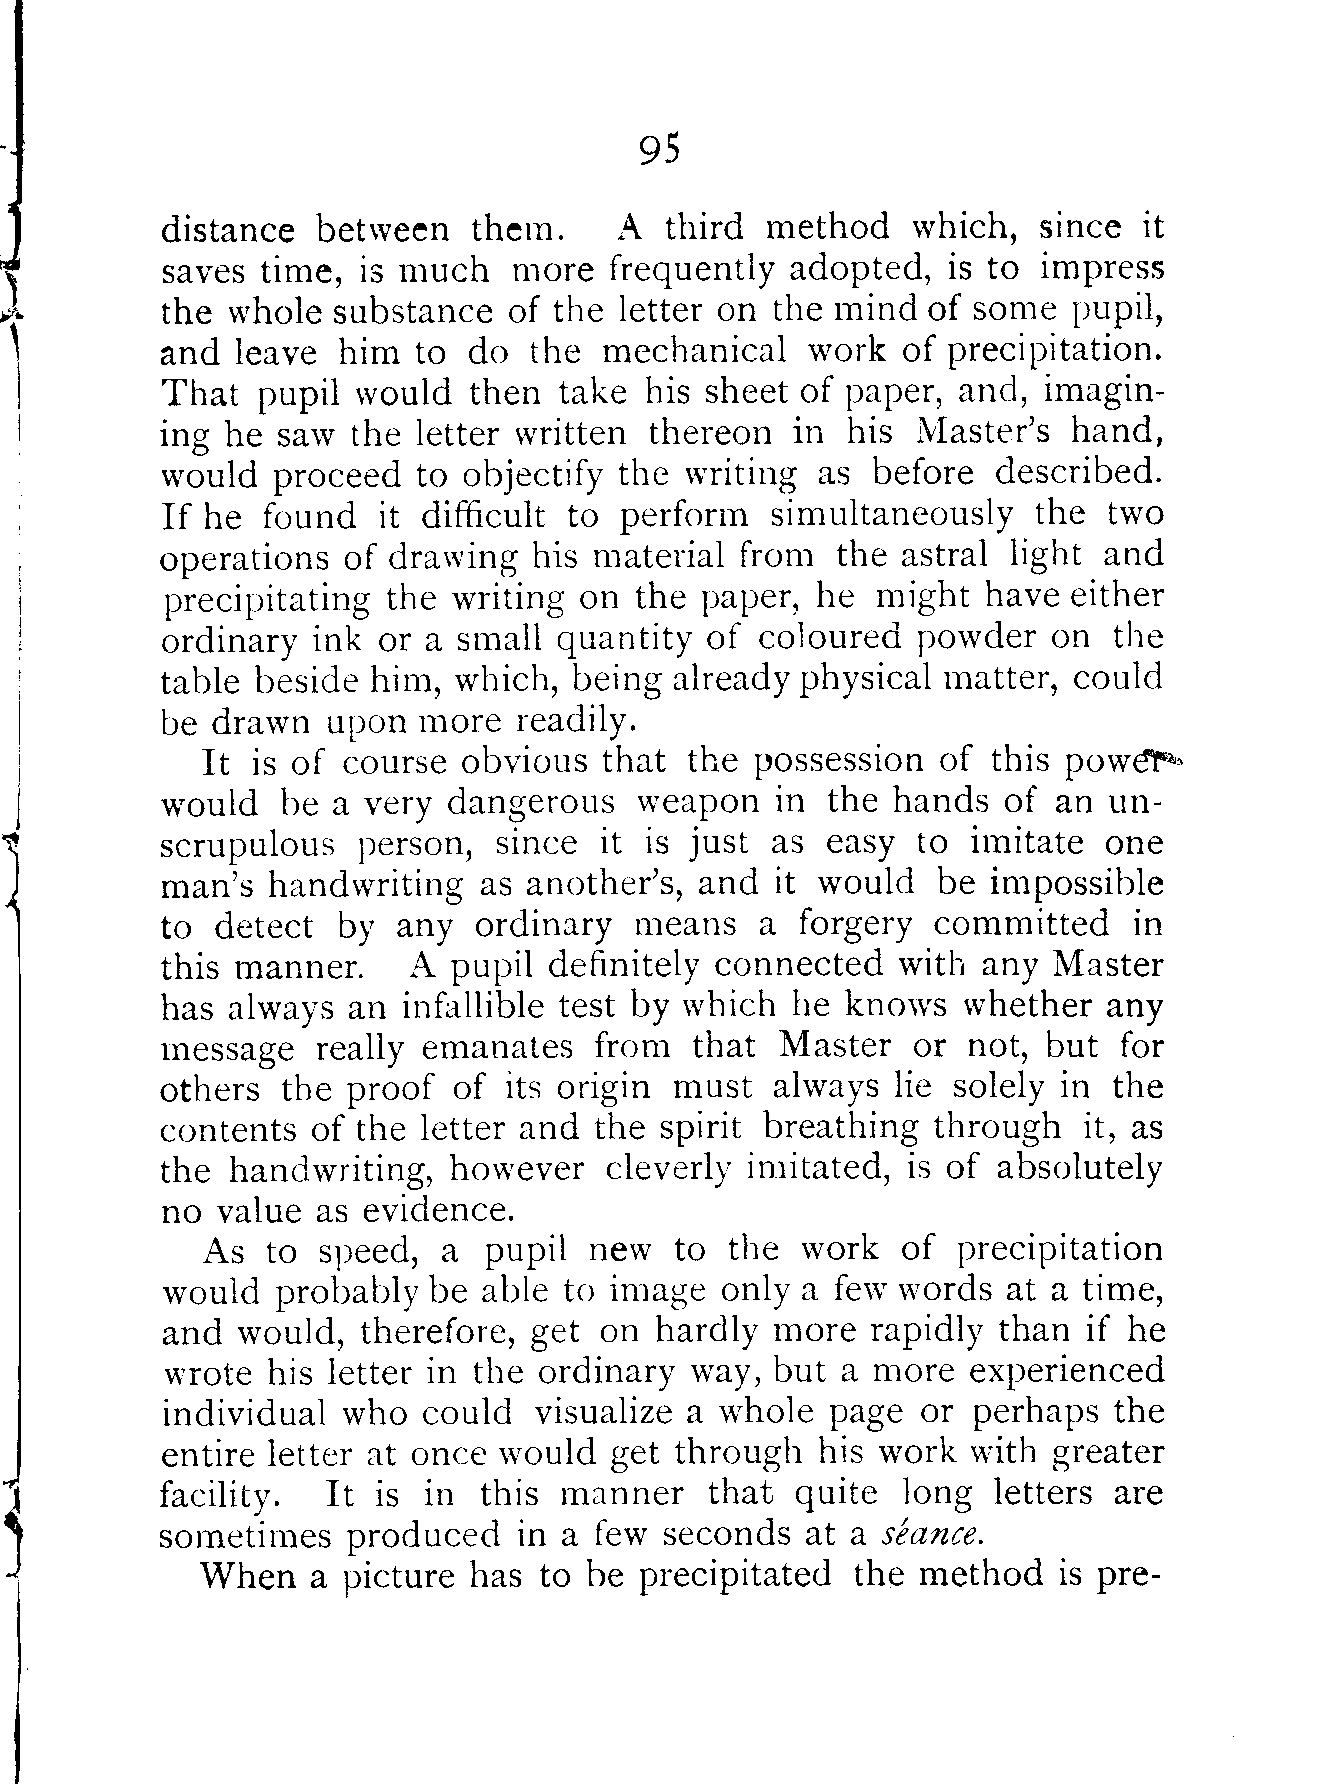 95
distance between them. A third method which, since it
saves time, is much more frequently adopted, is to impress
the whole substance of the letter on the mind of some pupil,
and leave him to do the mechanical work of precipitation.
That pupil would then take his sheet of paper, and, imagin-
ing he saw the letter written thereon in his Master's hand,
would proceed to objectify the writing as before described.
If he found it difficult to perform simultaneously the two
operations of drawing his material from the astral light and
precipitating the writing on the paper, he might have either
ordinary ink or a small quantity of coloured powder on the
table beside him, which, being already physical matter, could
be drawn upon more readily.
It is of course obvious that the possession of this power
would be a very dangerous weapon in the hands of an un-
scrupulous person, since it is just as easy to imitate one
man's handwriting as another's, and it would be impossible
to detect by any ordinary means a forgery committed in
this manner. A pupil definitely connected with any Master
has always an infallible test by which he knows whether any
message really emanates from that Master or not, but for
others the proof of its origin must always lie solely in the
contents of the letter and the spirit breathing through it, as
the handwriting, however cleverly imitated, is of absolutely
no value as evidence.
As to speed, a pupil new to the work of precipitation
would probably be able to image only a few words at a time,
and would, therefore, get on hardly more rapidly than if he
wrote his letter in the ordinary way, but a more experienced
individual who could visualize a whole page or perhaps the
entire letter at once would get through his work with greater
facility. It is in this manner that quite long letters are
sometimes produced in a few seconds at a séance.
When a picture has to be precipitated the method is pre-